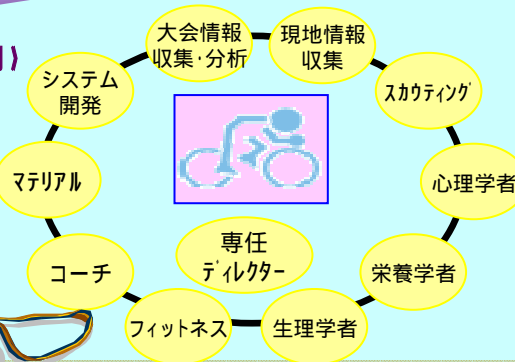 大会情報
収集・分析
現地情報
収集
システム
開発
スカウティング
マテリアル
心理学者
専任
ディレクター
コーチ
栄養学者
フィットネス
生理学者